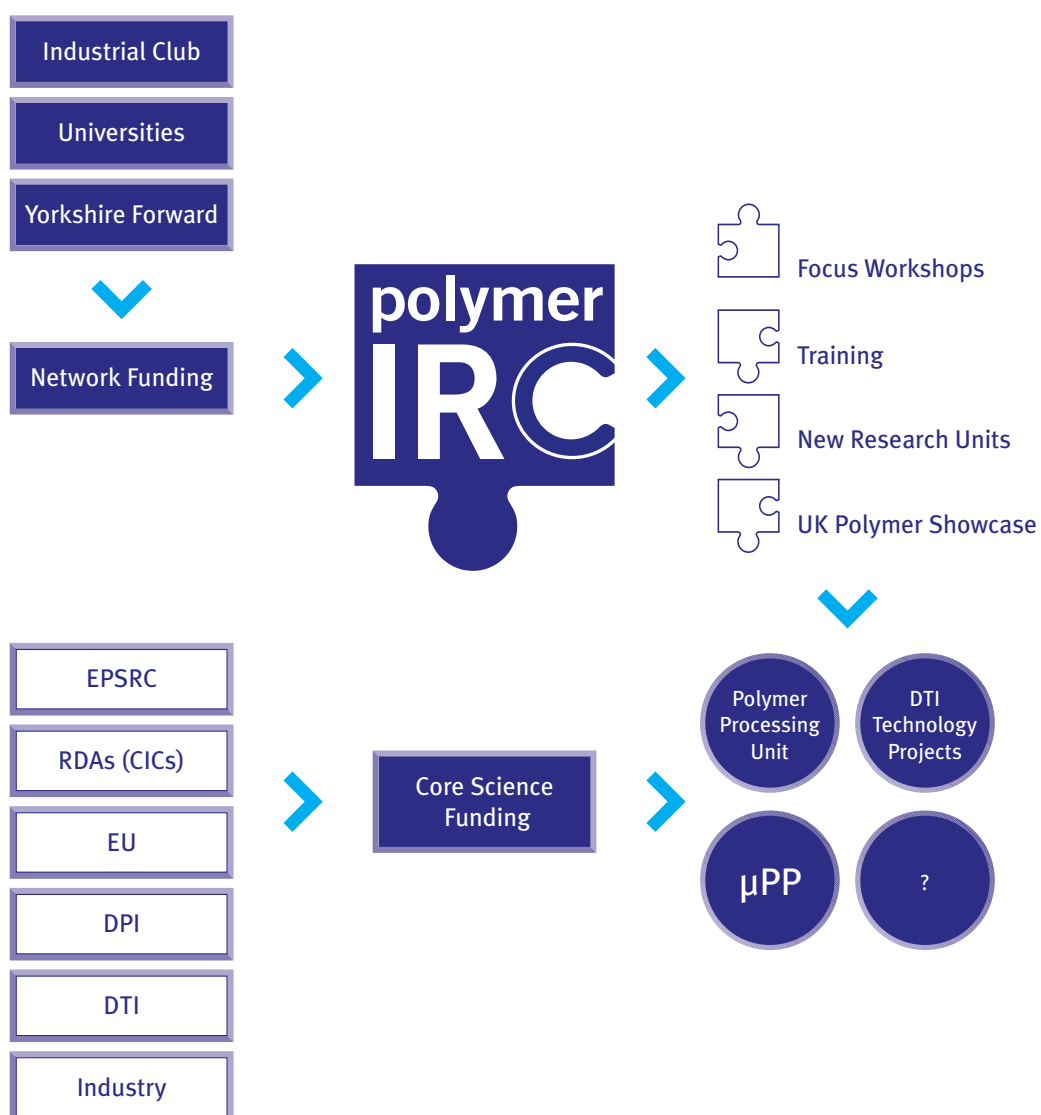 Industrial Club
Universities
Yorkshire Forward
Network Funding
polymer
IRC
Focus Workshops
Training
New Research Units
UK Polymer Showcase
EPSRC
RDAs (CICs)
EU
DPI
DTI
Industry
Core Science
Funding
Polymer
Processing
Unit
DTI
Technology
Projects
µPP
?